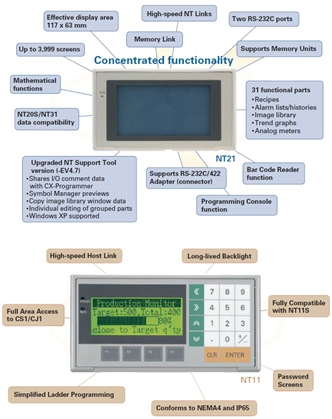 Effective display area
117 x 63 mm
High-speed NT Links
Two RS-232C ports
Up to 3,999 screens
Memory Link
Supports Memory Units
Concentrated functionality
Mathematical
functions
31 functional parts
•Recipes
•Alarm lists/histories
•Image library
•Trend graphs
•Analog meters
NT20S/NT31
data compatibility
NT21
Upgraded NT Support Tool
version (-EV4.7)
•Shares I/O comment data
with CX-Programmer
•Symbol Manager previews
•Copy image library window data
•Individual editing of grouped parts
•Windows XP supported
Supports RS-232C/422
Adapter (connector)
Bar Code Reader
function
Programming Console
function
High-speed Host Link
Long-lived Backlight
Full Area Access
to CS1/CJ1
Production Monitor
Target:500,Total:400
80%
close to Target q'ty
7 8 9
4 5 6
1 2 3
0
CLR ENTER
Fully Compatible
with NT11S
NT11
Password
Screens
Simplified Ladder Programming
Conforms to NEMA4 and IP65